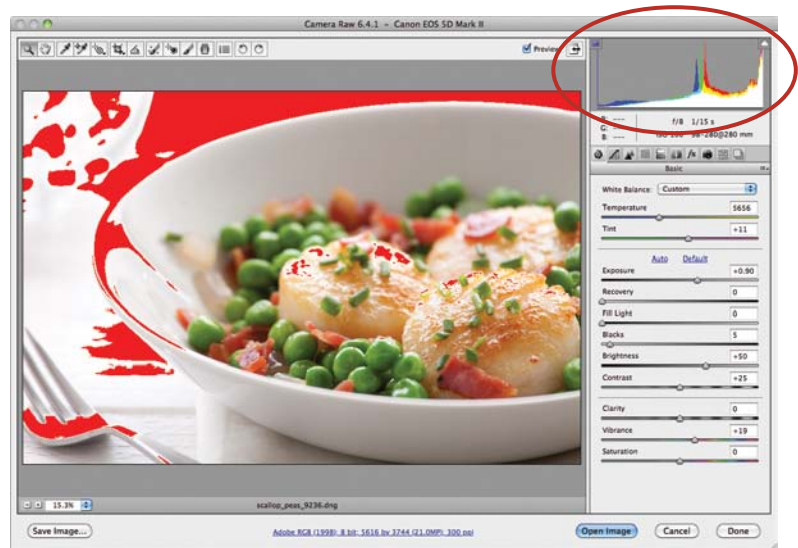 Camera Raw 6.4.1 - Canon EOS 5D Mark II
Preview
R: ---
G: ---
B: ---
f/8 1/15 s
Basic
White Balance: Custom
Temperature 5656
Tint +11
Auto Default
Exposure +0.90
Recovery 0
Fill Light 0
Blacks 5
Brightness +50
Contrast +25
Clarity 0
Vibrance +19
Saturation 0
15.3%
scallop_peas_9236.dng
Save Image...
Adobe RGB (1998); 8 bit; 5616 by 3744 (21.0MP); 300 ppi
Open Image
Cancel
Done